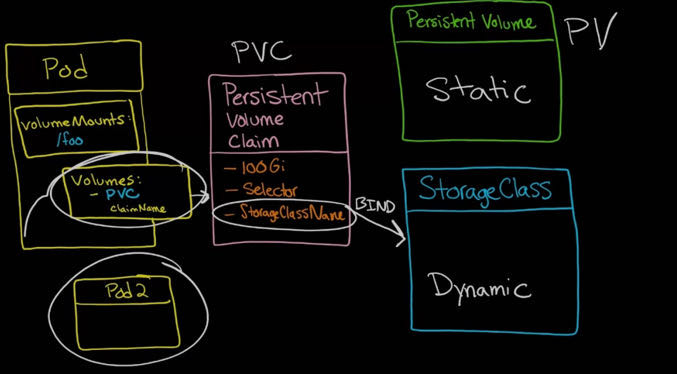 Pod
volumeMounts:
/foo
Volumes:
- PVC
claimName
Pod 2
PVC
Persistent
Volume
Claim
- 100Gi
- Selector
- StorageClassName
BIND
Persistent Volume
Static
PV
StorageClass
Dynamic